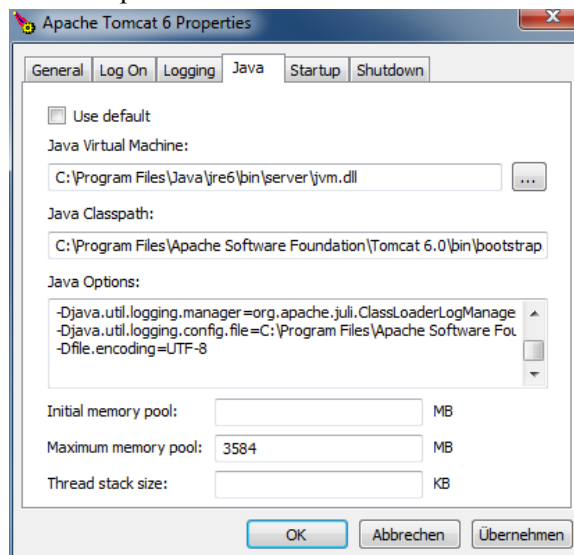 Apache Tomcat 6 Properties
General Log On Logging Java Startup Shutdown
Use default
Java Virtual Machine:
C:\Program Files\Java\jre6\bin\server\jvm.dll
...
Java Classpath:
C:\Program Files\Apache Software Foundation\Tomcat 6.0\bin\bootstrap
Java Options:
-Djava.util.logging.manager=org.apache.juli.ClassLoaderLogManage
-Djava.util.logging.config.file=C:\Program Files\Apache Software Fou
-Dfile.encoding=UTF-8
Initial memory pool: MB
Maximum memory pool: 3584 MB
Thread stack size: KB
OK Abbrechen Übernehmen